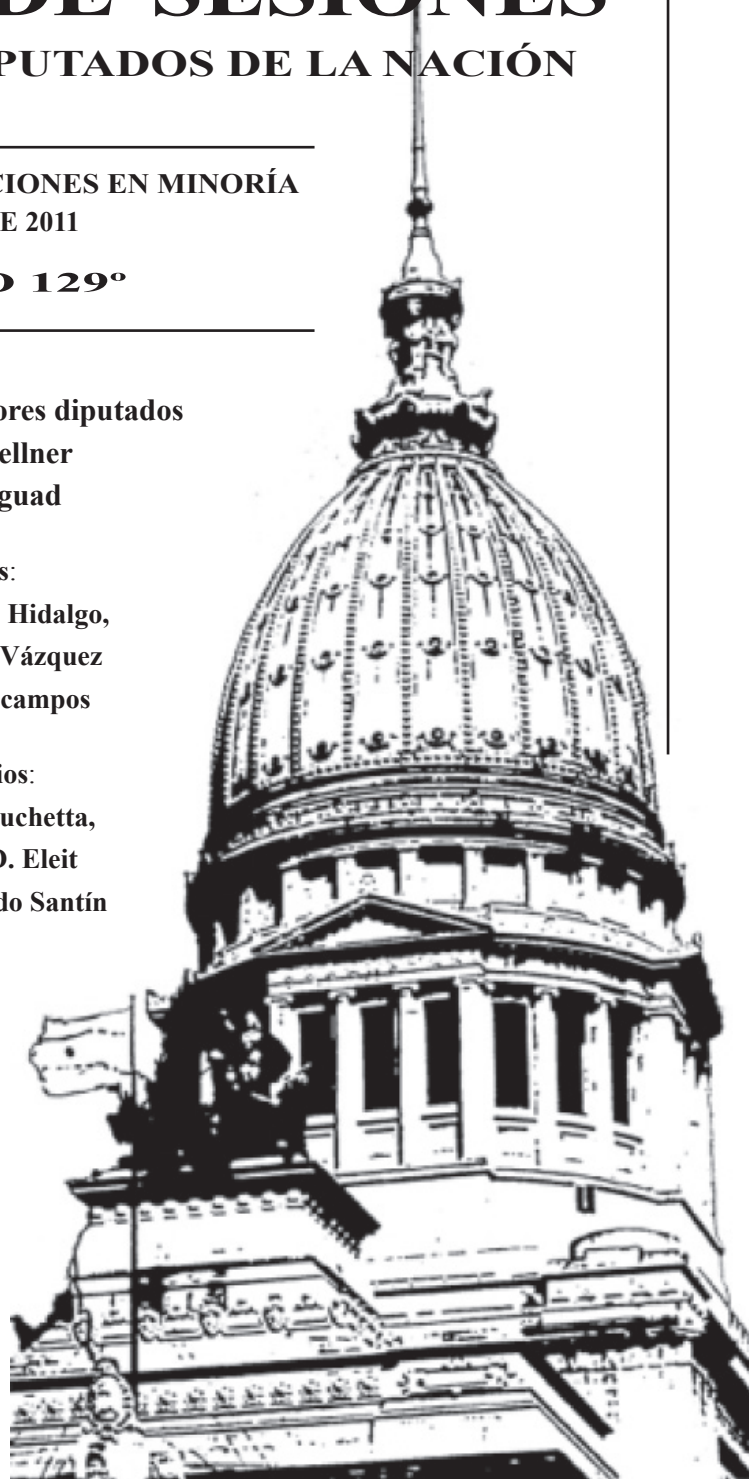 DE SESIONES
PUTADOS DE LA NACIÓN
CIONES EN MINORÍA
E 2011
O 129º
ores diputados
ellner
guad
s:
Hidalgo,
Vázquez
campos
ios:
uchetta,
D. Eleit
do Santín